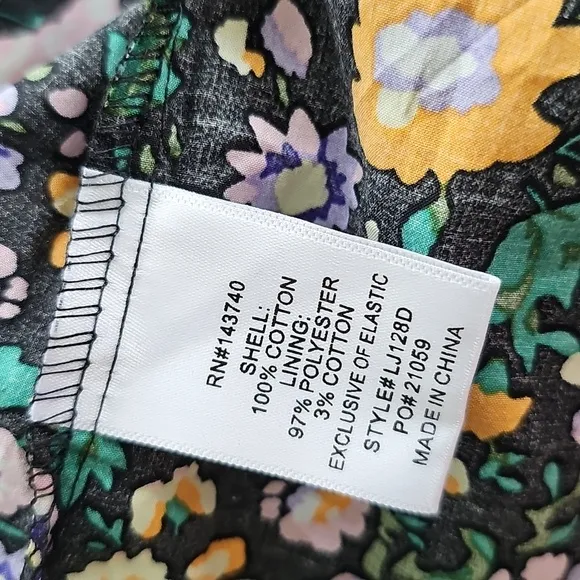 RN#143740
SHELL:
100% COTTON
LINING:
97% POLYESTER
3% COTTON
EXCLUSIVE OF ELASTIC
STYLE# LJ128D
PO# 21059
MADE IN CHINA